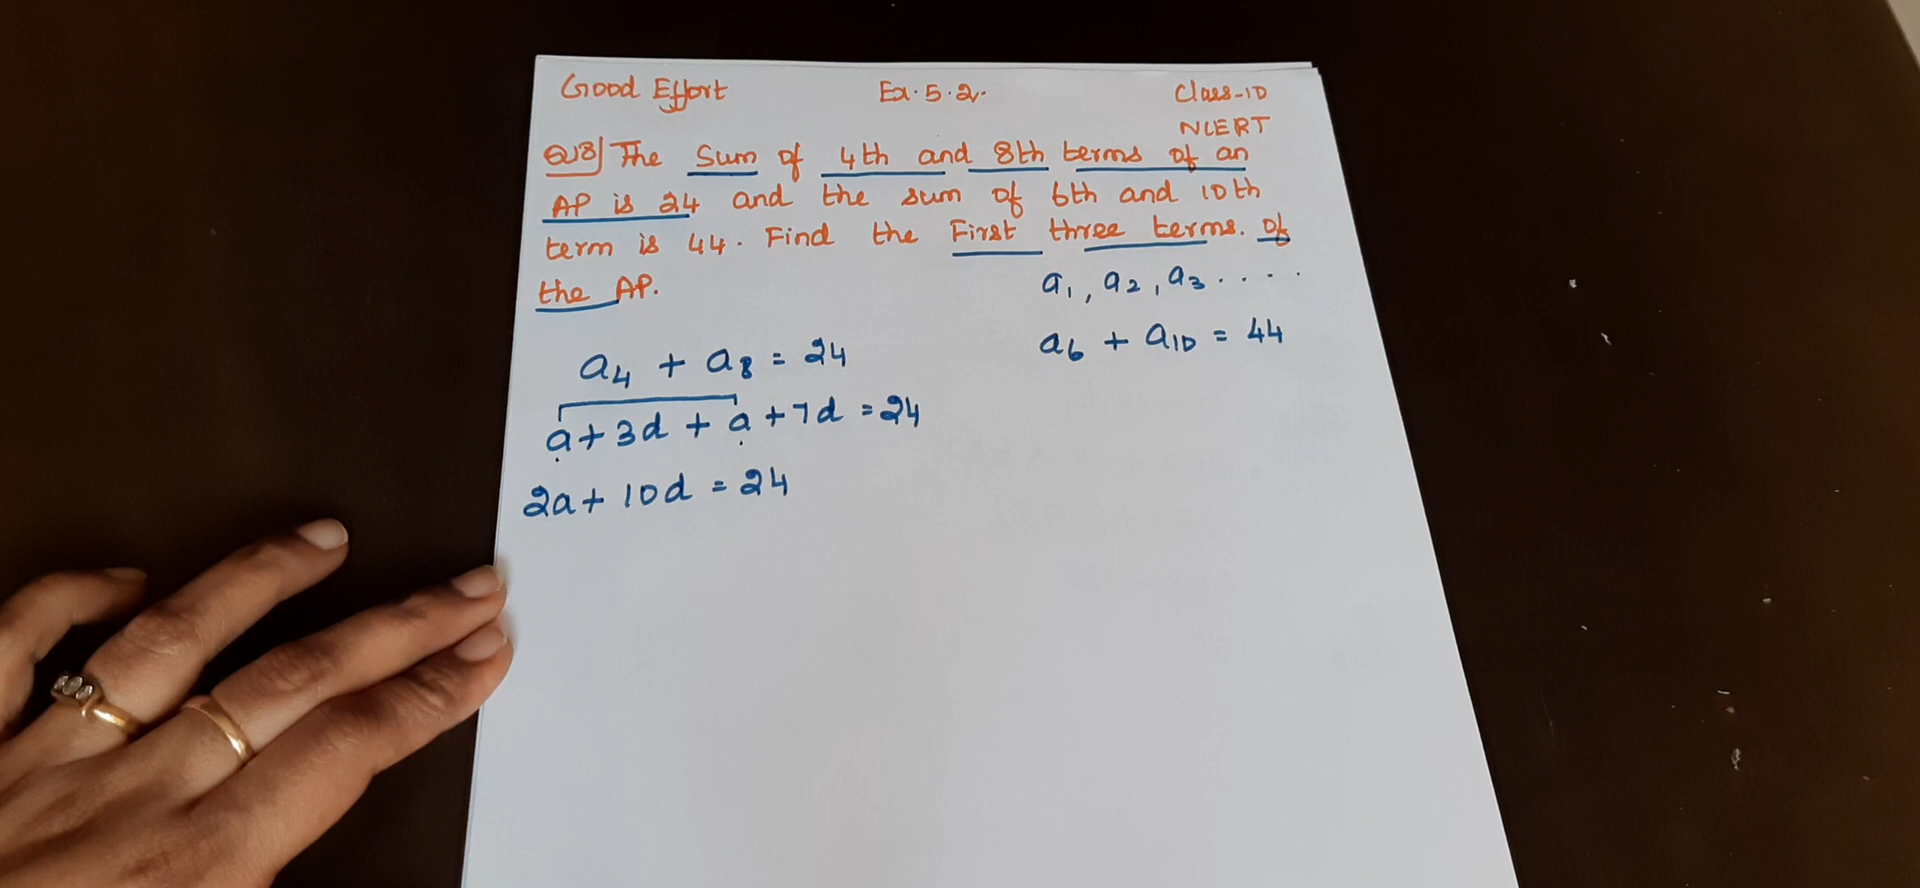 Good Effort Ex. 5.2. Class-10
NCERT
Q18) The Sum of 4th and 8th terms of an
AP is 24 and the sum of 6th and 10th
term is 44. Find the First three terms. Of
the AP.
a₁, a₂, a₃ ....
a₄ + a₈ = 24
a₆ + a₁₀ = 44
a + 3d + a + 7d = 24
2a + 10d = 24